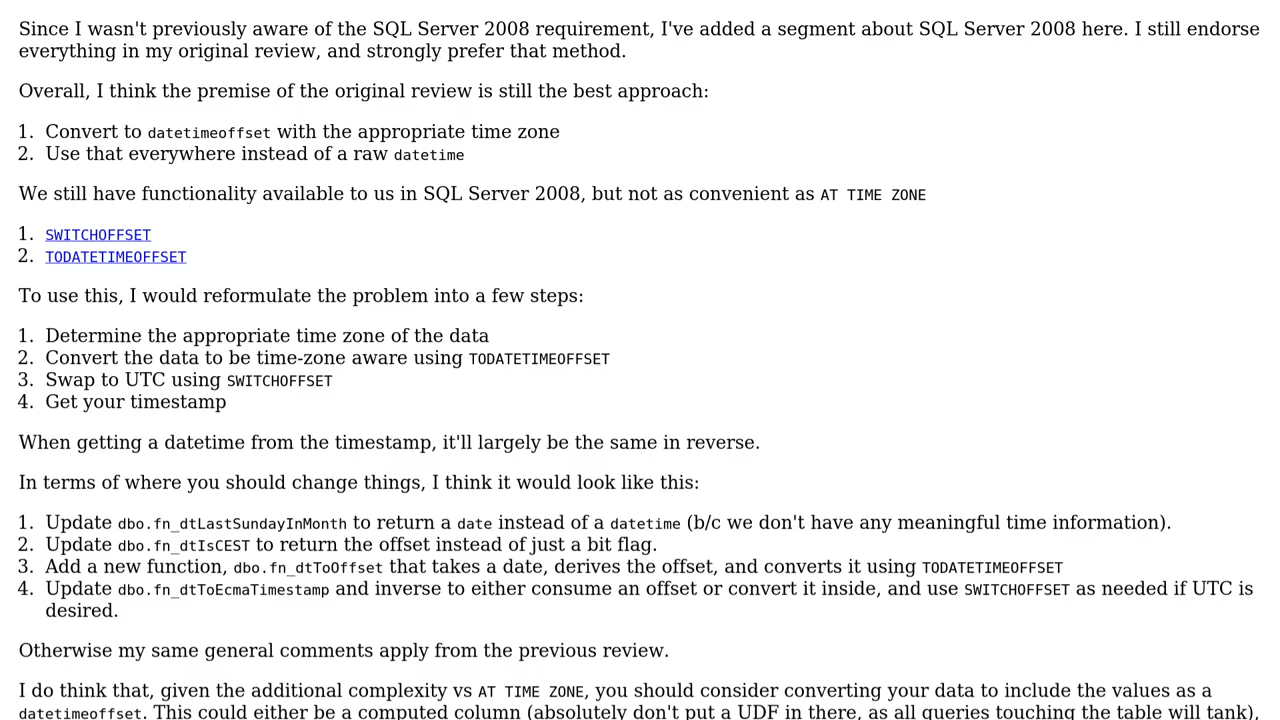 Since I wasn't previously aware of the SQL Server 2008 requirement, I've added a segment about SQL Server 2008 here. I still endorse
everything in my original review, and strongly prefer that method.
Overall, I think the premise of the original review is still the best approach:
1. Convert to datetimeoffset with the appropriate time zone
2. Use that everywhere instead of a raw datetime
We still have functionality available to us in SQL Server 2008, but not as convenient as AT TIME ZONE
1. SWITCHOFFSET
2. TODATETIMEOFFSET
To use this, I would reformulate the problem into a few steps:
1. Determine the appropriate time zone of the data
2. Convert the data to be time-zone aware using TODATETIMEOFFSET
3. Swap to UTC using SWITCHOFFSET
4. Get your timestamp
When getting a datetime from the timestamp, it'll largely be the same in reverse.
In terms of where you should change things, I think it would look like this:
1. Update dbo.fn_dtLastSundayInMonth to return a date instead of a datetime (b/c we don't have any meaningful time information).
2. Update dbo.fn_dtIsCEST to return the offset instead of just a bit flag.
3. Add a new function, dbo.fn_dtToOffset that takes a date, derives the offset, and converts it using TODATETIMEOFFSET
4. Update dbo.fn_dtToEcmaTimestamp and inverse to either consume an offset or convert it inside, and use SWITCHOFFSET as needed if UTC is
desired.
Otherwise my same general comments apply from the previous review.
I do think that, given the additional complexity vs AT TIME ZONE, you should consider converting your data to include the values as a
datetimeoffset. This could either be a computed column (absolutely don't put a UDF in there, as all queries touching the table will tank),